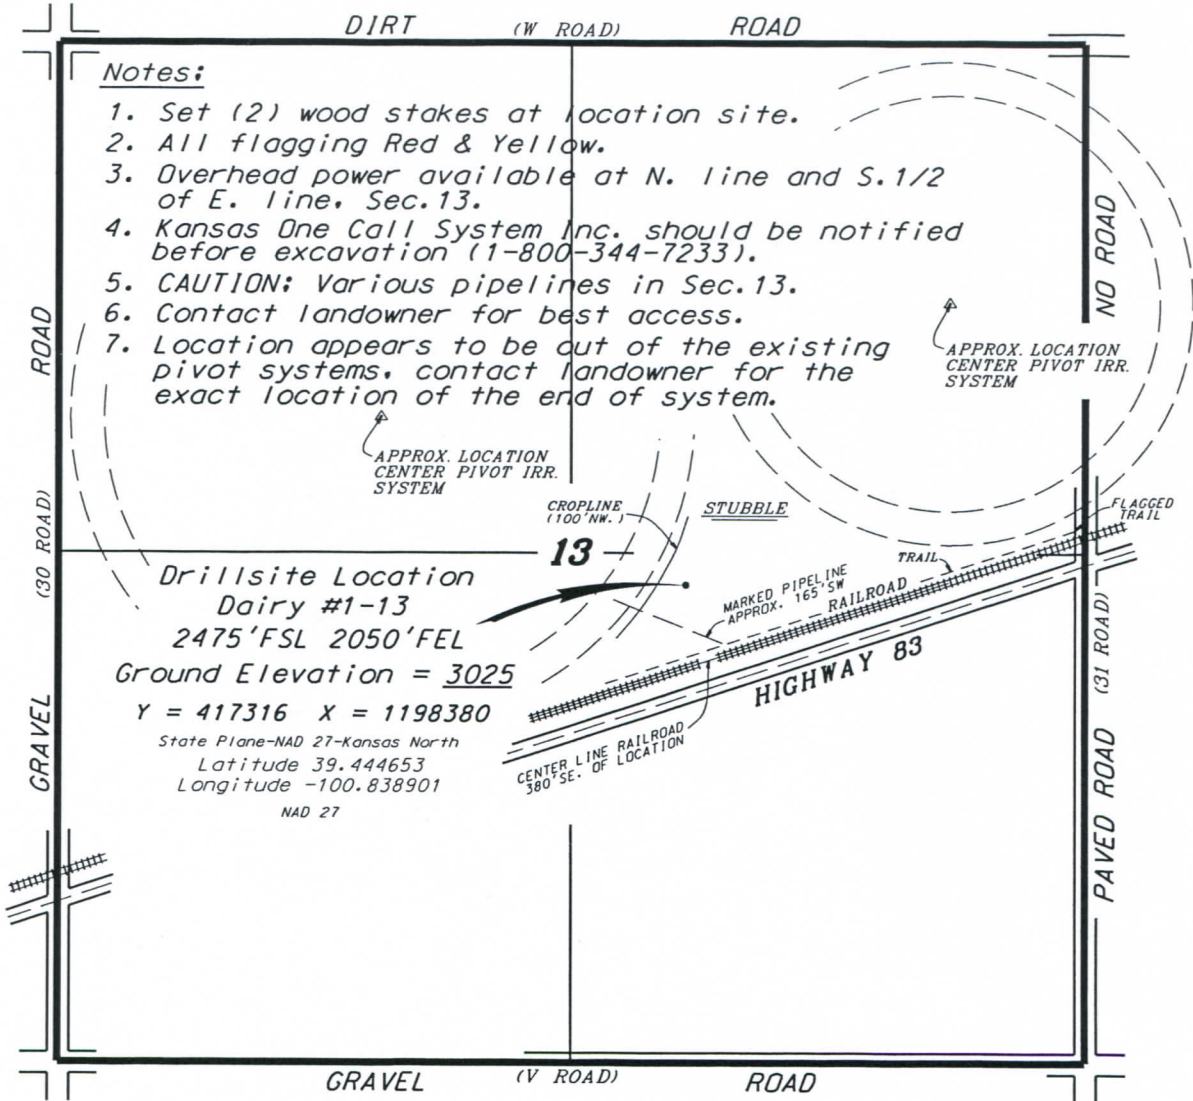 DIRT (W ROAD) ROAD
Notes:
1. Set (2) wood stakes at location site.
2. All flagging Red & Yellow.
3. Overhead power available at N. line and S.1/2
of E. line, Sec.13.
4. Kansas One Call System Inc. should be notified
before excavation (1-800-344-7233).
5. CAUTION: Various pipelines in Sec.13.
6. Contact landowner for best access.
7. Location appears to be out of the existing
pivot systems, contact landowner for the
exact location of the end of system.
NO ROAD
APPROX. LOCATION
CENTER PIVOT IRR.
SYSTEM
APPROX. LOCATION
CENTER PIVOT IRR.
SYSTEM
GRAVEL (30 ROAD) ROAD
CROPLINE
(100'NW.)
STUBBLE
FLAGGED
TRAIL
13
TRAIL
MARKED PIPELINE
APPROX. 165'SW
RAILROAD
Drillsite Location
Dairy #1-13
2475'FSL 2050'FEL
Ground Elevation = 3025
Y = 417316 X = 1198380
State Plane-NAD 27-Kansas North
Latitude 39.444653
Longitude -100.838901
NAD 27
HIGHWAY 83
CENTER LINE RAILROAD
380'SE. OF LOCATION
PAVED ROAD (31 ROAD)
GRAVEL (V ROAD) ROAD